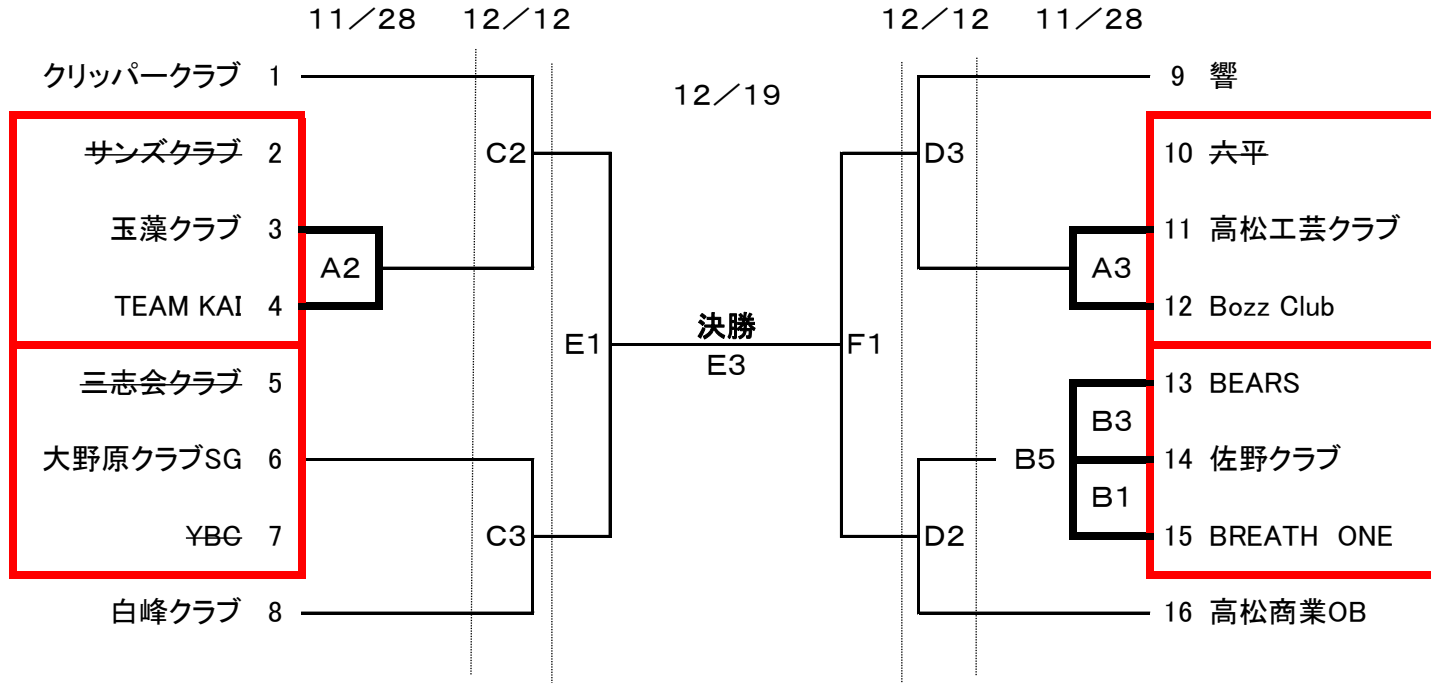 11／28 12／12 12／12 11／28
12／19
クリッパークラブ 1
サンズクラブ 2
玉藻クラブ 3
TEAM KAI 4
三志会クラブ 5
大野原クラブSG 6
YBC 7
白峰クラブ 8
A2
C2
C3
E1
決勝
E3
F1
D3
D2
A3
B3
B5
B1
9 響
10 六平
11 高松工芸クラブ
12 Bozz Club
13 BEARS
14 佐野クラブ
15 BREATH ONE
16 高松商業OB